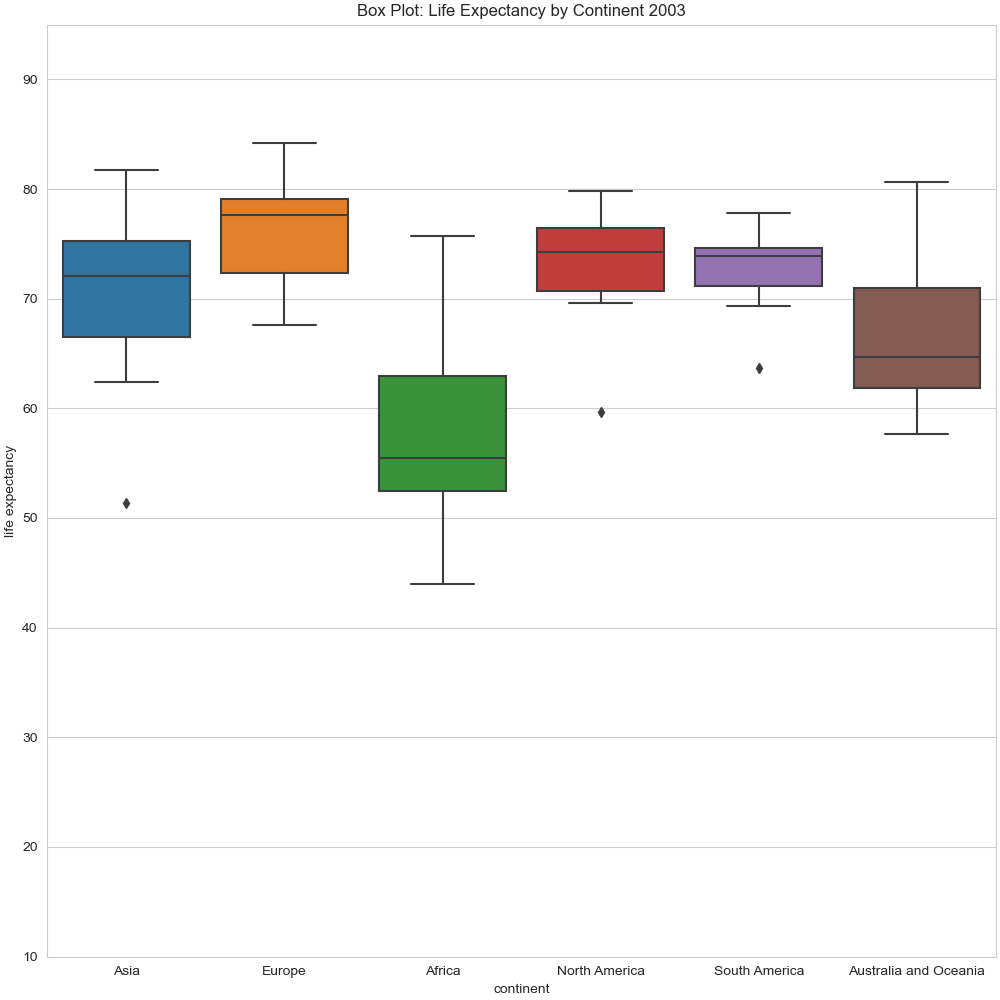 Box Plot: Life Expectancy by Continent 2003
90
80
70
60
50
40
30
20
10
life expectancy
Asia
Europe
Africa
North America
South America
Australia and Oceania
continent